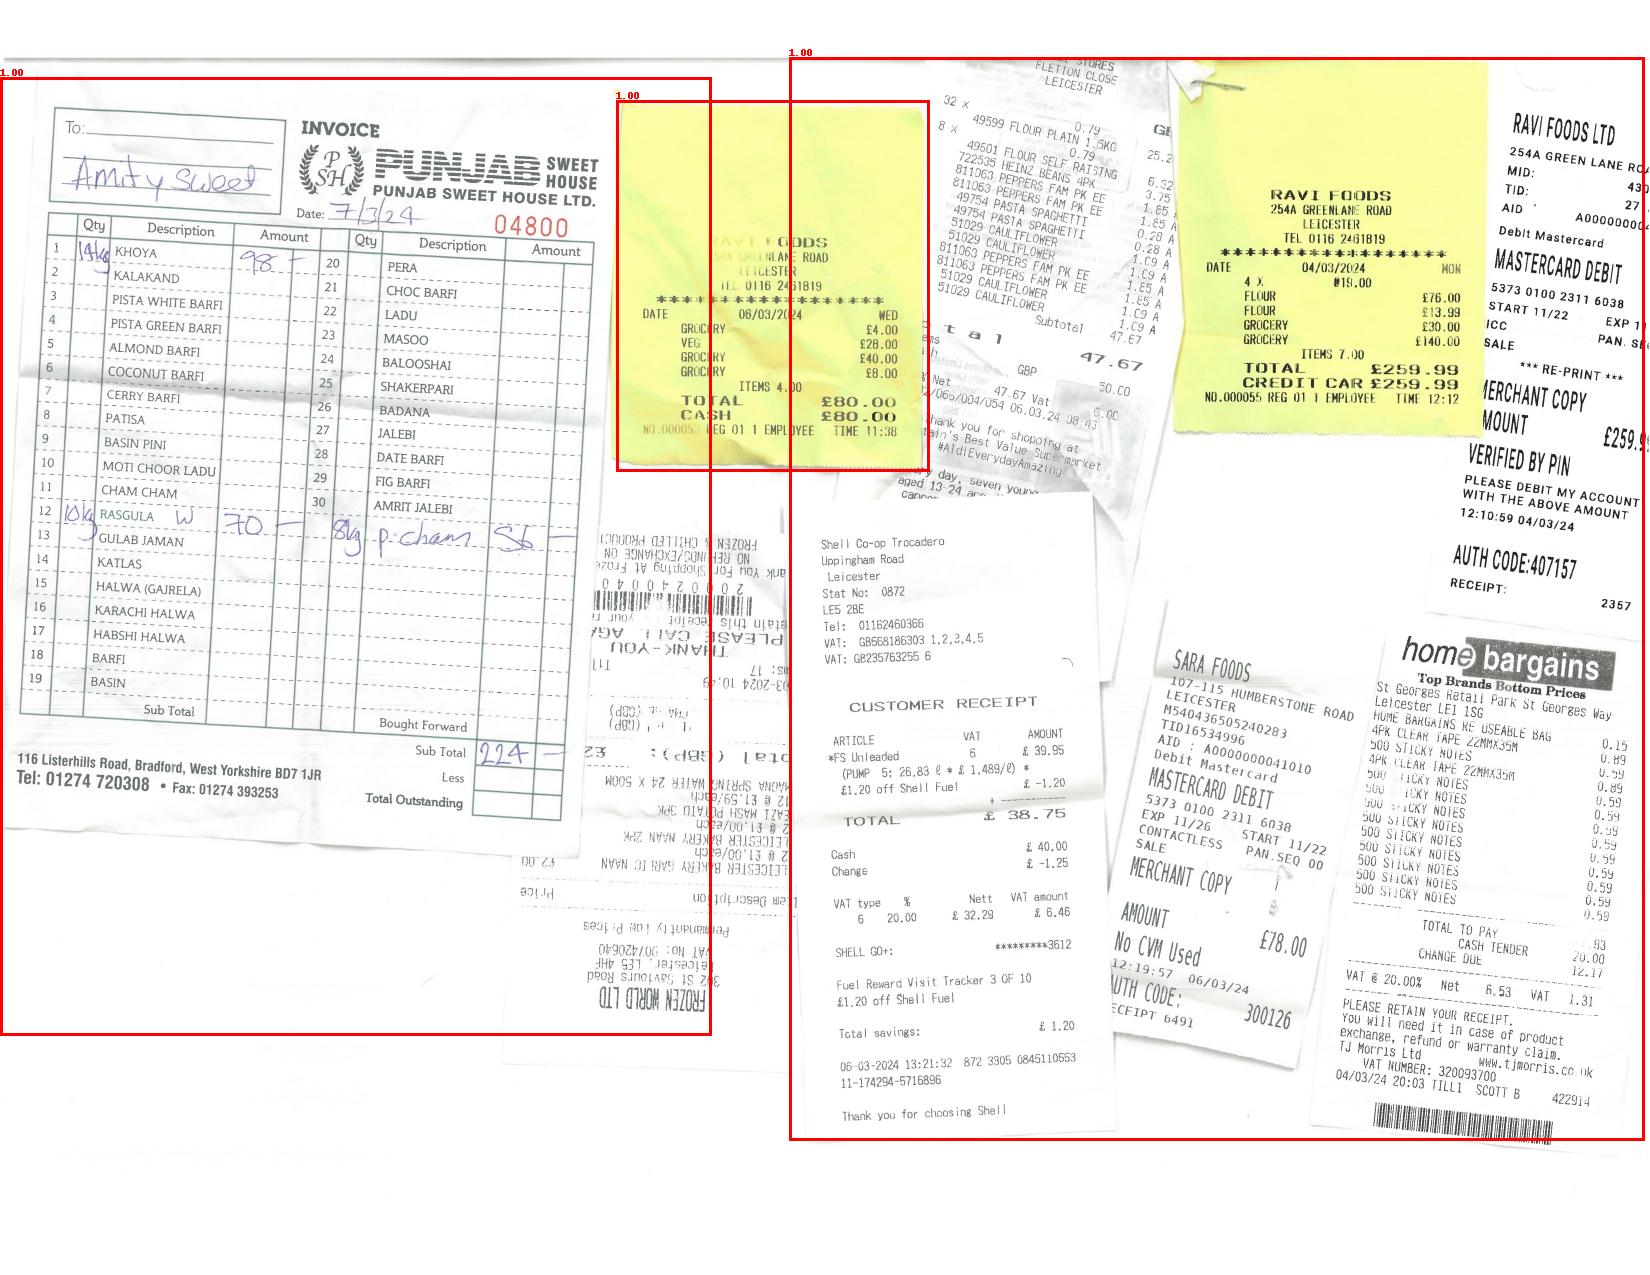 To:
Amity Sweet
INVOICE
PSH
PUNJAB SWEET HOUSE
PUNJAB SWEET HOUSE LTD.
Date: 7/3/24
04800
Qty Description Amount Qty Description Amount
1 14kg KHOYA 98 –
2 KALAKAND
3 PISTA WHITE BARFI
4 PISTA GREEN BARFI
5 ALMOND BARFI
6 COCONUT BARFI
7 CERRY BARFI
8 PATISA
9 BASIN PINI
10 MOTI CHOOR LADU
11 CHAM CHAM
12 10kg RASGULA W 70 –
13 GULAB JAMAN
14 KATLAS
15 HALWA (GAJRELA)
16 KARACHI HALWA
17 HABSHI HALWA
18 BARFI
19 BASIN
Sub Total
20 PERA
21 CHOC BARFI
22 LADU
23 MASOO
24 BALOOSHAI
25 SHAKERPARI
26 BADANA
27 JALEBI
28 DATE BARFI
29 FIG BARFI
30 AMRIT JALEBI
8kg p.cham 56 –
Bought Forward
Sub Total 224 –
Less
Total Outstanding
116 Listerhills Road, Bradford, West Yorkshire BD7 1JR
Tel: 01274 720308 • Fax: 01274 393253
RAVI FOODS
254A GREENLANE ROAD
LEICESTER
TEL 0116 2461819
*******************
DATE 06/03/2024 WED
GROCERY £4.00
VEG £28.00
GROCERY £40.00
GROCERY £8.00
ITEMS 4.00
TOTAL £80.00
CASH £80.00
NO.000053 REG 01 1 EMPLOYEE TIME 11:38
FROZEN WORLD LTD
302 St Saviours Road
Leicester, LE5 4HF
VAT No: 907420640
Permanantly Low Prices
Item Description Price
LEICESTER BAKERY GARLIC NAAN £2.00
2 @ £1.00/each
LEICESTER BAKERY NAAN 2PK
2 @ £1.00/each
EAZI MASH POTATO 3PK
12 @ £1.59/each
MAGNA SPRING WATER 24 X 500M
Total (GBP):
THANK-YOU
PLEASE CALL AGA
200024040
ank You For Shopping At Froze
NO REFUNDS/EXCHANGE ON
FROZEN & CHILLED PRODUCT
STORES
FLETTON CLOSE
LEICESTER
32 x 0.79
49599 FLOUR PLAIN 1.5KG 25.2
8 x 0.79
49601 FLOUR SELF RAISING 6.32
722535 HEINZ BEANS 4PK 3.75
811063 PEPPERS FAM PK EE 1.85 A
811063 PEPPERS FAM PK EE 1.85 A
49754 PASTA SPAGHETTI 0.28 A
49754 PASTA SPAGHETTI 0.28 A
51029 CAULIFLOWER 1.09 A
51029 CAULIFLOWER 1.09 A
811063 PEPPERS FAM PK EE 1.85 A
811063 PEPPERS FAM PK EE 1.85 A
51029 CAULIFLOWER 1.09 A
51029 CAULIFLOWER 1.09 A
Subtotal 47.67
tal 47.67
GBP 50.00
Net 47.67 Vat 0.00
2/066/004/054 06.03.24 08:43
Thank you for shopping at
tain's Best Value Supermarket
#AldiEverydayAmazing
ry day, seven young
aged 13-24 are
cancer
Shell Co-op Trocadero
Uppingham Road
Leicester
Stat No: 0872
LE5 2BE
Tel: 01162460366
VAT: GB568186303 1,2,3,4,5
VAT: GB235763255 6
CUSTOMER RECEIPT
ARTICLE VAT AMOUNT
*FS Unleaded 6 £ 39.95
(PUMP 5: 26,83 ℓ * £ 1.489/ℓ) *
£1.20 off Shell Fuel £ -1.20
TOTAL £ 38.75
Cash £ 40.00
Change £ -1.25
VAT type % Nett VAT amount
6 20.00 £ 32.29 £ 6.46
SHELL GO+: *********3612
Fuel Reward Visit Tracker 3 OF 10
£1.20 off Shell Fuel
Total savings: £ 1.20
06-03-2024 13:21:32 872 3305 0845110553
11-174294-5716896
Thank you for choosing Shell
RAVI FOODS
254A GREENLANE ROAD
LEICESTER
TEL 0116 2461819
*****************
DATE 04/03/2024 MON
4 X @19.00
FLOUR £76.00
FLOUR £13.99
GROCERY £30.00
GROCERY £140.00
ITEMS 7.00
TOTAL £259.99
CREDIT CAR £259.99
NO.000055 REG 01 1 EMPLOYEE TIME 12:12
RAVI FOODS LTD
254A GREEN LANE ROA
MID: 430
TID: 27
AID A00000000
Debit Mastercard
MASTERCARD DEBIT
5373 0100 2311 6038
START 11/22 EXP 11
ICC PAN. SE
SALE
*** RE-PRINT ***
MERCHANT COPY
MOUNT £259.9
VERIFIED BY PIN
PLEASE DEBIT MY ACCOUNT
WITH THE ABOVE AMOUNT
12:10:59 04/03/24
AUTH CODE:407157
RECEIPT: 2357
SARA FOODS
107-115 HUMBERSTONE ROAD
LEICESTER
M540436505240283
TID16534996
AID : A0000000041010
Debit Mastercard
MASTERCARD DEBIT
5373 0100 2311 6038
EXP 11/26 START 11/22
CONTACTLESS PAN.SEQ 00
SALE
MERCHANT COPY
AMOUNT £78.00
No CVM Used
12:19:57 06/03/24
UTH CODE: 300126
ECEIPT 6491
home bargains
Top Brands Bottom Prices
St Georges Retail Park St Georges Way
Leicester LE1 1SG
HOME BARGAINS RE USEABLE BAG 0.15
4PK CLEAR TAPE 22MMX35M 0.89
500 STICKY NOTES 0.59
4PK CLEAR TAPE 22MMX35M 0.89
500 STICKY NOTES 0.59
500 STICKY NOTES 0.59
500 STICKY NOTES 0.59
500 STICKY NOTES 0.59
500 STICKY NOTES 0.59
500 STICKY NOTES 0.59
500 STICKY NOTES 0.59
500 STICKY NOTES 0.59
TOTAL TO PAY
CASH TENDER 20.00
CHANGE DUE 12.17
VAT @ 20.00% Net 6.53 VAT 1.31
PLEASE RETAIN YOUR RECEIPT.
You will need it in case of product
exchange, refund or warranty claim.
TJ Morris Ltd www.tjmorris.co.uk
VAT NUMBER: 320093700
04/03/24 20:03 TILL1 SCOTT B 422914
1.00
1.00
1.00